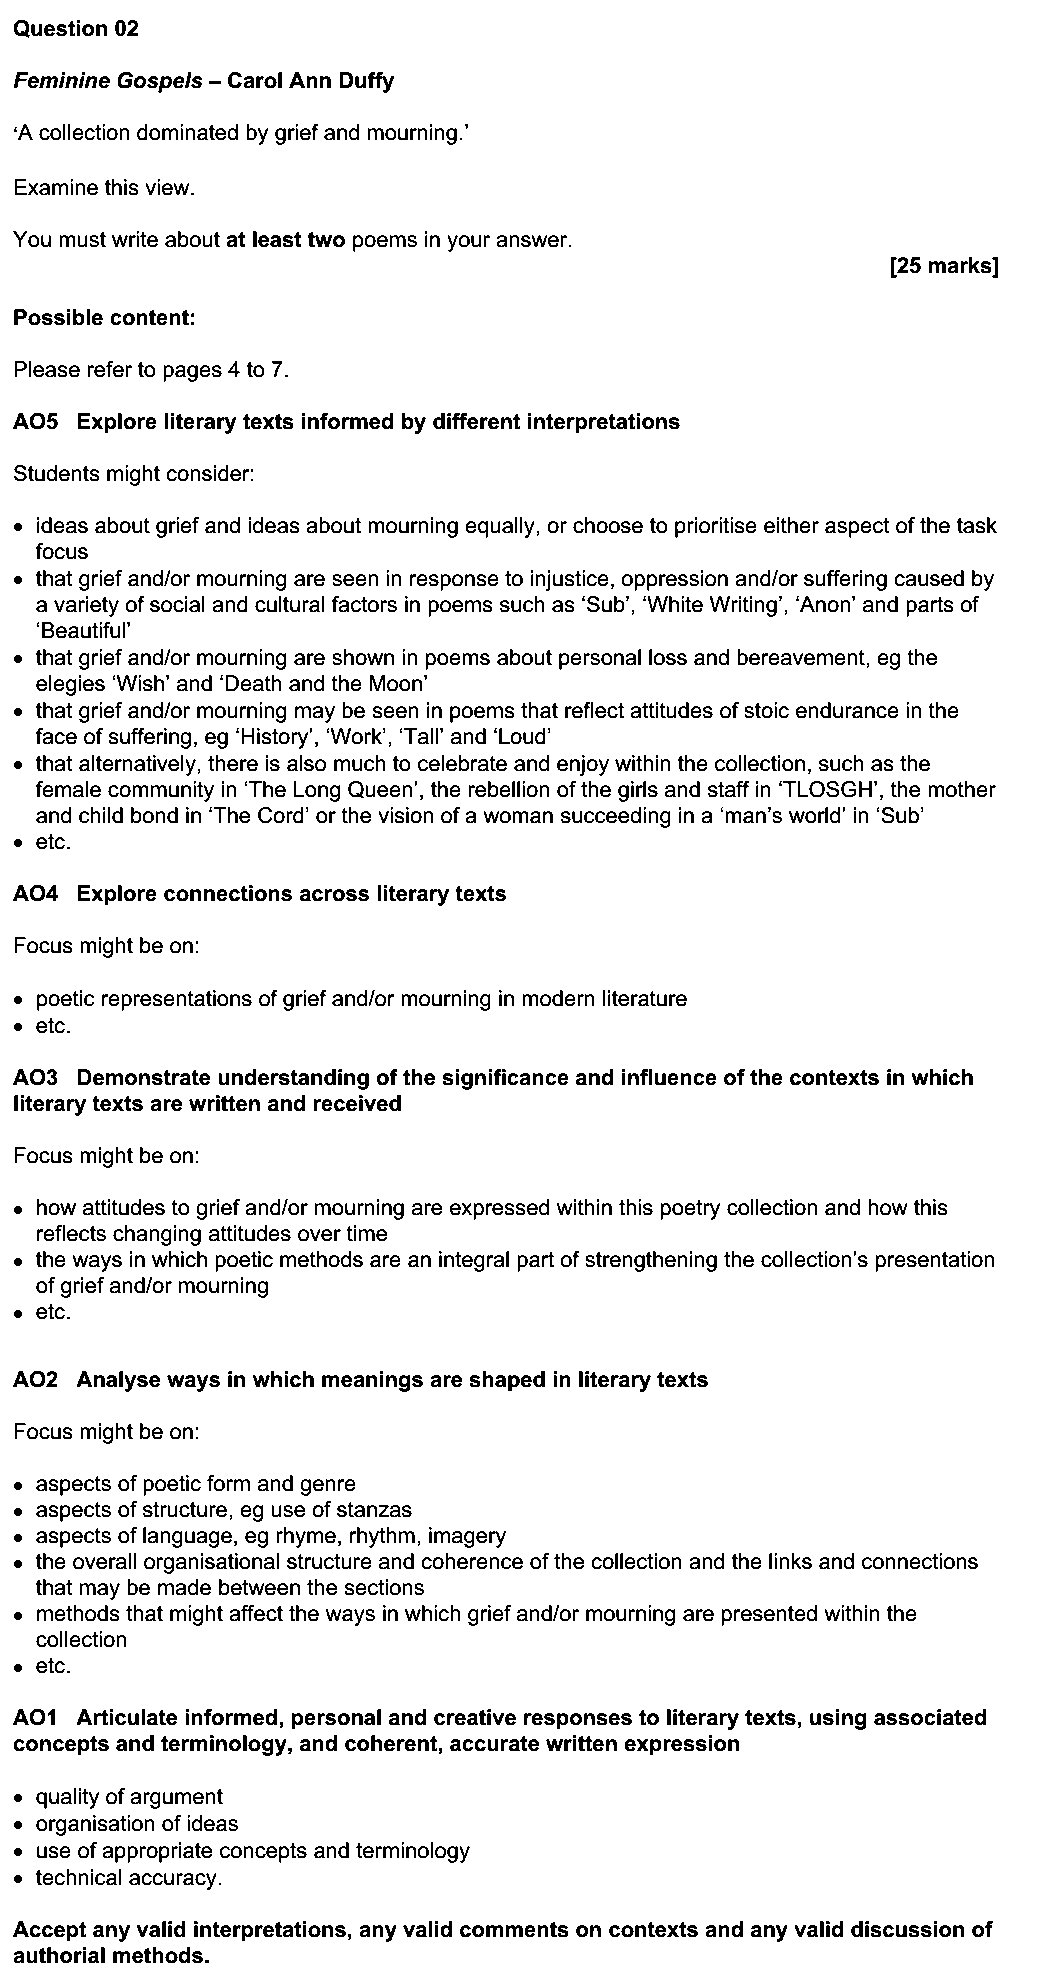 Question 02
Feminine Gospels – Carol Ann Duffy
‘A collection dominated by grief and mourning.’
Examine this view.
You must write about at least two poems in your answer.
[25 marks]
Possible content:
Please refer to pages 4 to 7.
AO5 Explore literary texts informed by different interpretations
Students might consider:
• ideas about grief and ideas about mourning equally, or choose to prioritise either aspect of the task
focus
• that grief and/or mourning are seen in response to injustice, oppression and/or suffering caused by
a variety of social and cultural factors in poems such as ‘Sub’, ‘White Writing’, ‘Anon’ and parts of
‘Beautiful’
• that grief and/or mourning are shown in poems about personal loss and bereavement, eg the
elegies ‘Wish’ and ‘Death and the Moon’
• that grief and/or mourning may be seen in poems that reflect attitudes of stoic endurance in the
face of suffering, eg ‘History’, ‘Work’, ‘Tall’ and ‘Loud’
• that alternatively, there is also much to celebrate and enjoy within the collection, such as the
female community in ‘The Long Queen’, the rebellion of the girls and staff in ‘TLOSGH’, the mother
and child bond in ‘The Cord’ or the vision of a woman succeeding in a ‘man’s world’ in ‘Sub’
• etc.
AO4 Explore connections across literary texts
Focus might be on:
• poetic representations of grief and/or mourning in modern literature
• etc.
AO3 Demonstrate understanding of the significance and influence of the contexts in which
literary texts are written and received
Focus might be on:
• how attitudes to grief and/or mourning are expressed within this poetry collection and how this
reflects changing attitudes over time
• the ways in which poetic methods are an integral part of strengthening the collection’s presentation
of grief and/or mourning
• etc.
AO2 Analyse ways in which meanings are shaped in literary texts
Focus might be on:
• aspects of poetic form and genre
• aspects of structure, eg use of stanzas
• aspects of language, eg rhyme, rhythm, imagery
• the overall organisational structure and coherence of the collection and the links and connections
that may be made between the sections
• methods that might affect the ways in which grief and/or mourning are presented within the
collection
• etc.
AO1 Articulate informed, personal and creative responses to literary texts, using associated
concepts and terminology, and coherent, accurate written expression
• quality of argument
• organisation of ideas
• use of appropriate concepts and terminology
• technical accuracy.
Accept any valid interpretations, any valid comments on contexts and any valid discussion of
authorial methods.